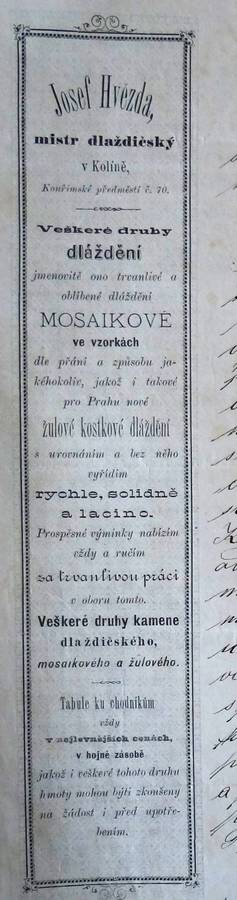 Josef Hvězda,
mistr dlaždičský
v Kolíně,
Kouřimské předměstí č. 70.
Veškeré druhy
dláždění
jmenovitě ono trvanlivé a
oblíbené dláždění
MOSAIKOVÉ
ve vzorkách
dle přání a způsobu ja-
kéhokoliv, jakož i takové
pro Prahu nové
žulové kostkové dláždění
s urovnáním a bez něho
vyřídím
rychle, solidně
a lacino.
Prospěšné výminky nabízím
vždy a ručím
za trvanlivou práci
v oboru tomto.
Veškeré druhy kamene
dlaždičského,
mosaikového a žulového.
Tabule ku chodníkům
vždy
v nejlevnějších cenách,
v hojné zásobě
jakož i veškeré tohoto druhu
hmoty mohou býti zkoušeny
na žádost i před upotře-
bením.